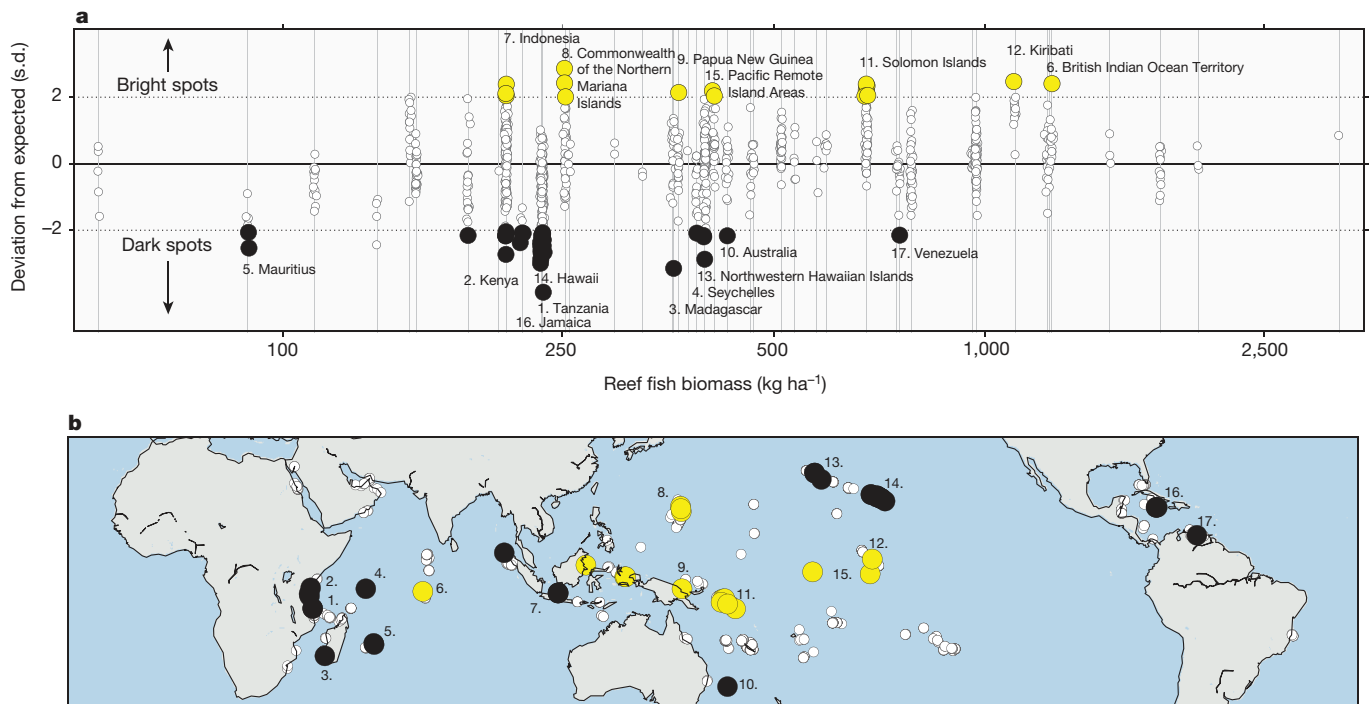 a
Deviation from expected (s.d.)
2
0
−2
Bright spots
Dark spots
7. Indonesia
8. Commonwealth
of the Northern
Mariana
Islands
9. Papua New Guinea
15. Pacific Remote
Island Areas
11. Solomon Islands
12. Kiribati
6. British Indian Ocean Territory
5. Mauritius
2. Kenya
14. Hawaii
1. Tanzania
16. Jamaica
10. Australia
13. Northwestern Hawaiian Islands
4. Seychelles
3. Madagascar
17. Venezuela
100
250
500
1,000
2,500
Reef fish biomass (kg ha−1)
b
13.
14.
8.
16.
17.
12.
15.
2.
4.
1.
6.
9.
7.
11.
5.
3.
10.